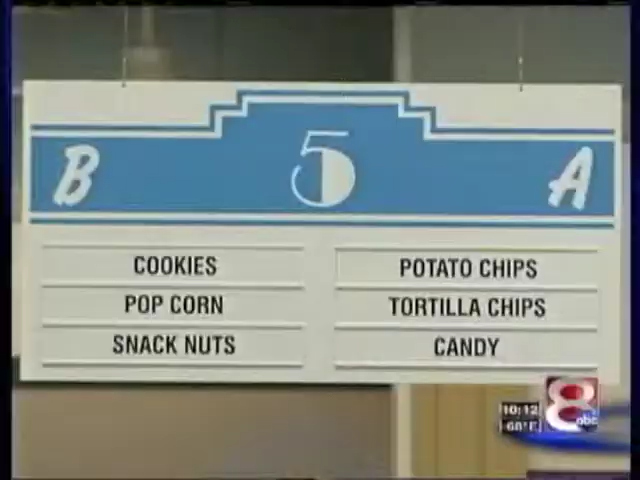 B 5 A
COOKIES
POTATO CHIPS
POP CORN
TORTILLA CHIPS
SNACK NUTS
CANDY
10:12
68°F
8
abc